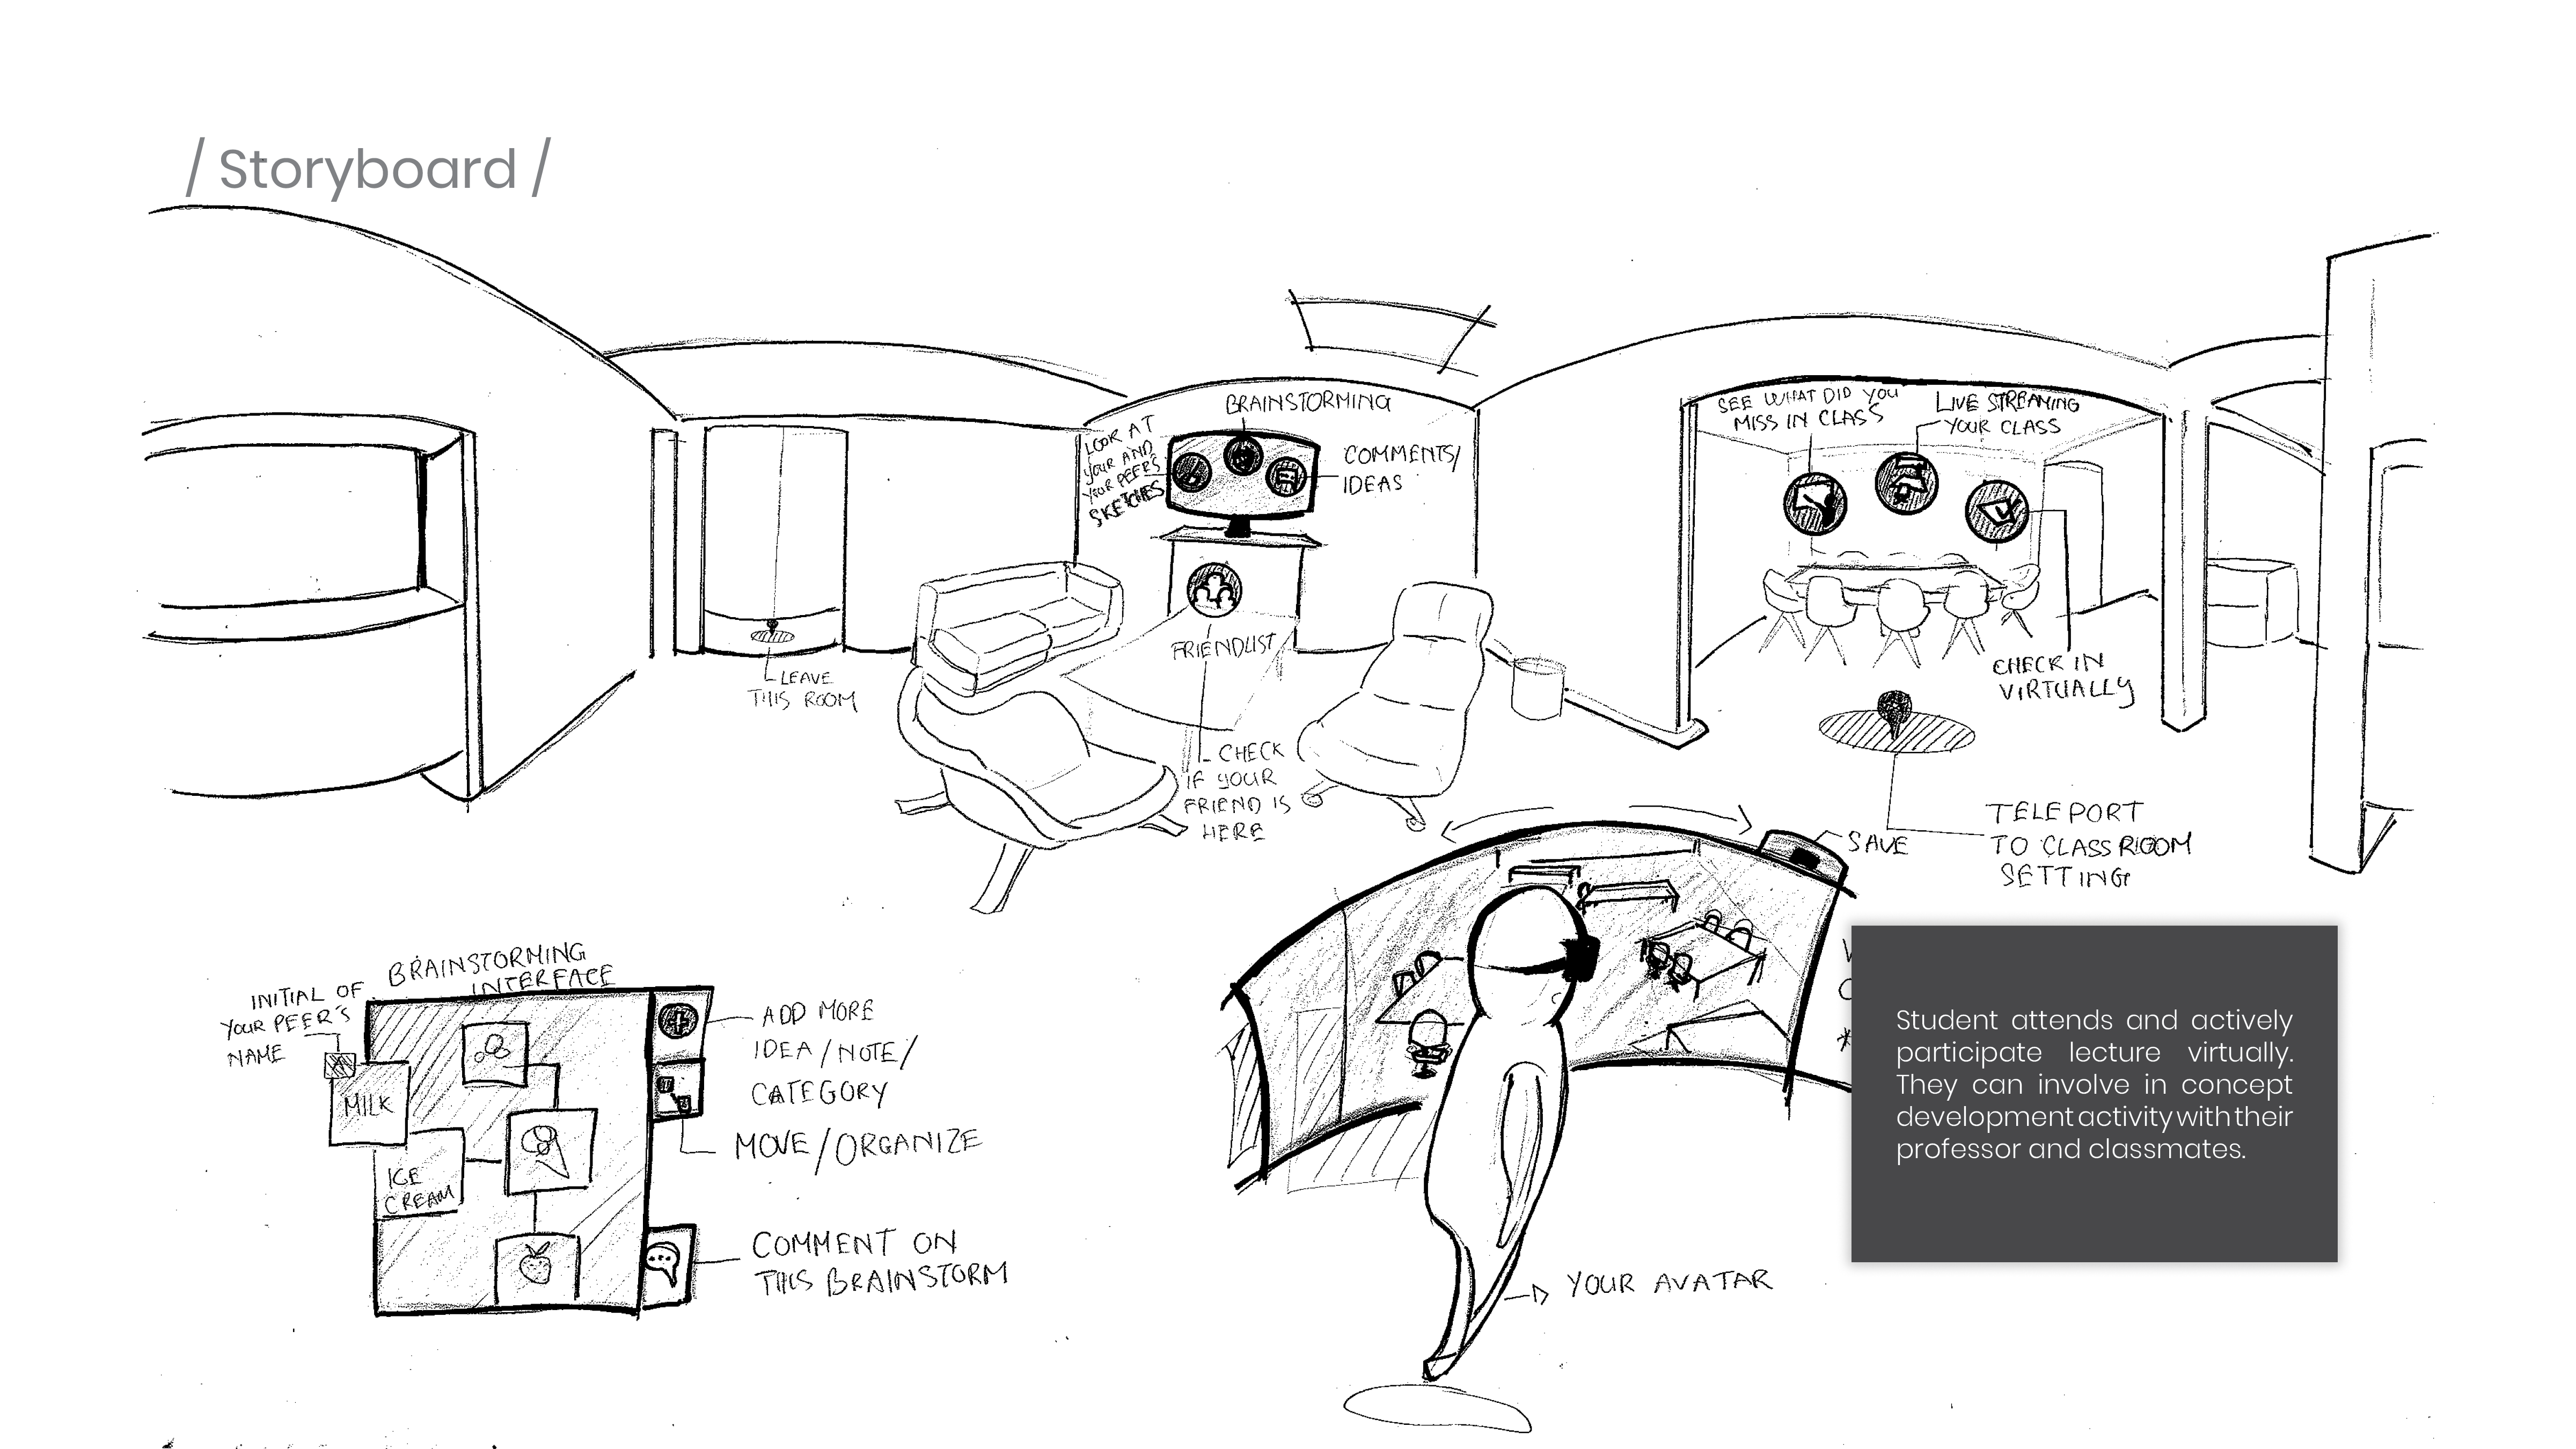 / Storyboard /
BRAINSTORMING
LOOK AT
YOUR AND
YOUR PEER'S
SKETCHES
COMMENTS/
IDEAS
SEE WHAT DID YOU
MISS IN CLASS
LIVE STREAMING
YOUR CLASS
FRIENDLIST
LEAVE
THIS ROOM
CHECK IN
VIRTUALLY
CHECK
IF YOUR
FRIEND IS
HERE
SAVE
TELEPORT
TO CLASSROOM
SETTING
BRAINSTORMING
INTERFACE
INITIAL OF
YOUR PEER'S
NAME
A
MILK
ICE
CREAM
ADD MORE
IDEA/NOTE/
CATEGORY
MOVE/ORGANIZE
COMMENT ON
THIS BRAINSTORM
YOUR AVATAR
Student attends and actively
participate lecture virtually.
They can involve in concept
development activity with their
professor and classmates.